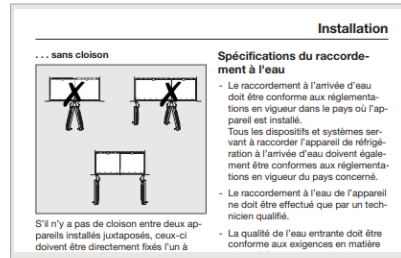 Installation
. . . sans cloison
S'il n'y a pas de cloison entre deux ap-
pareils installés juxtaposés, ceux-ci
doivent être directement fixés l'un à
Spécifications du raccorde-
ment à l'eau
- Le raccordement à l'arrivée d'eau
doit être conforme aux réglementa-
tions en vigueur dans le pays où l'ap-
pareil est installé.
Tous les dispositifs et systèmes ser-
vant à raccorder l'appareil de réfrigé-
ration à l'arrivée d'eau doivent égale-
ment être conformes aux réglementa-
tions en vigueur du pays concerné.
- Le raccordement à l'eau de l'appareil
ne doit être effectué que par un tech-
nicien qualifié.
- La qualité de l'eau entrante doit être
conforme aux exigences en matière